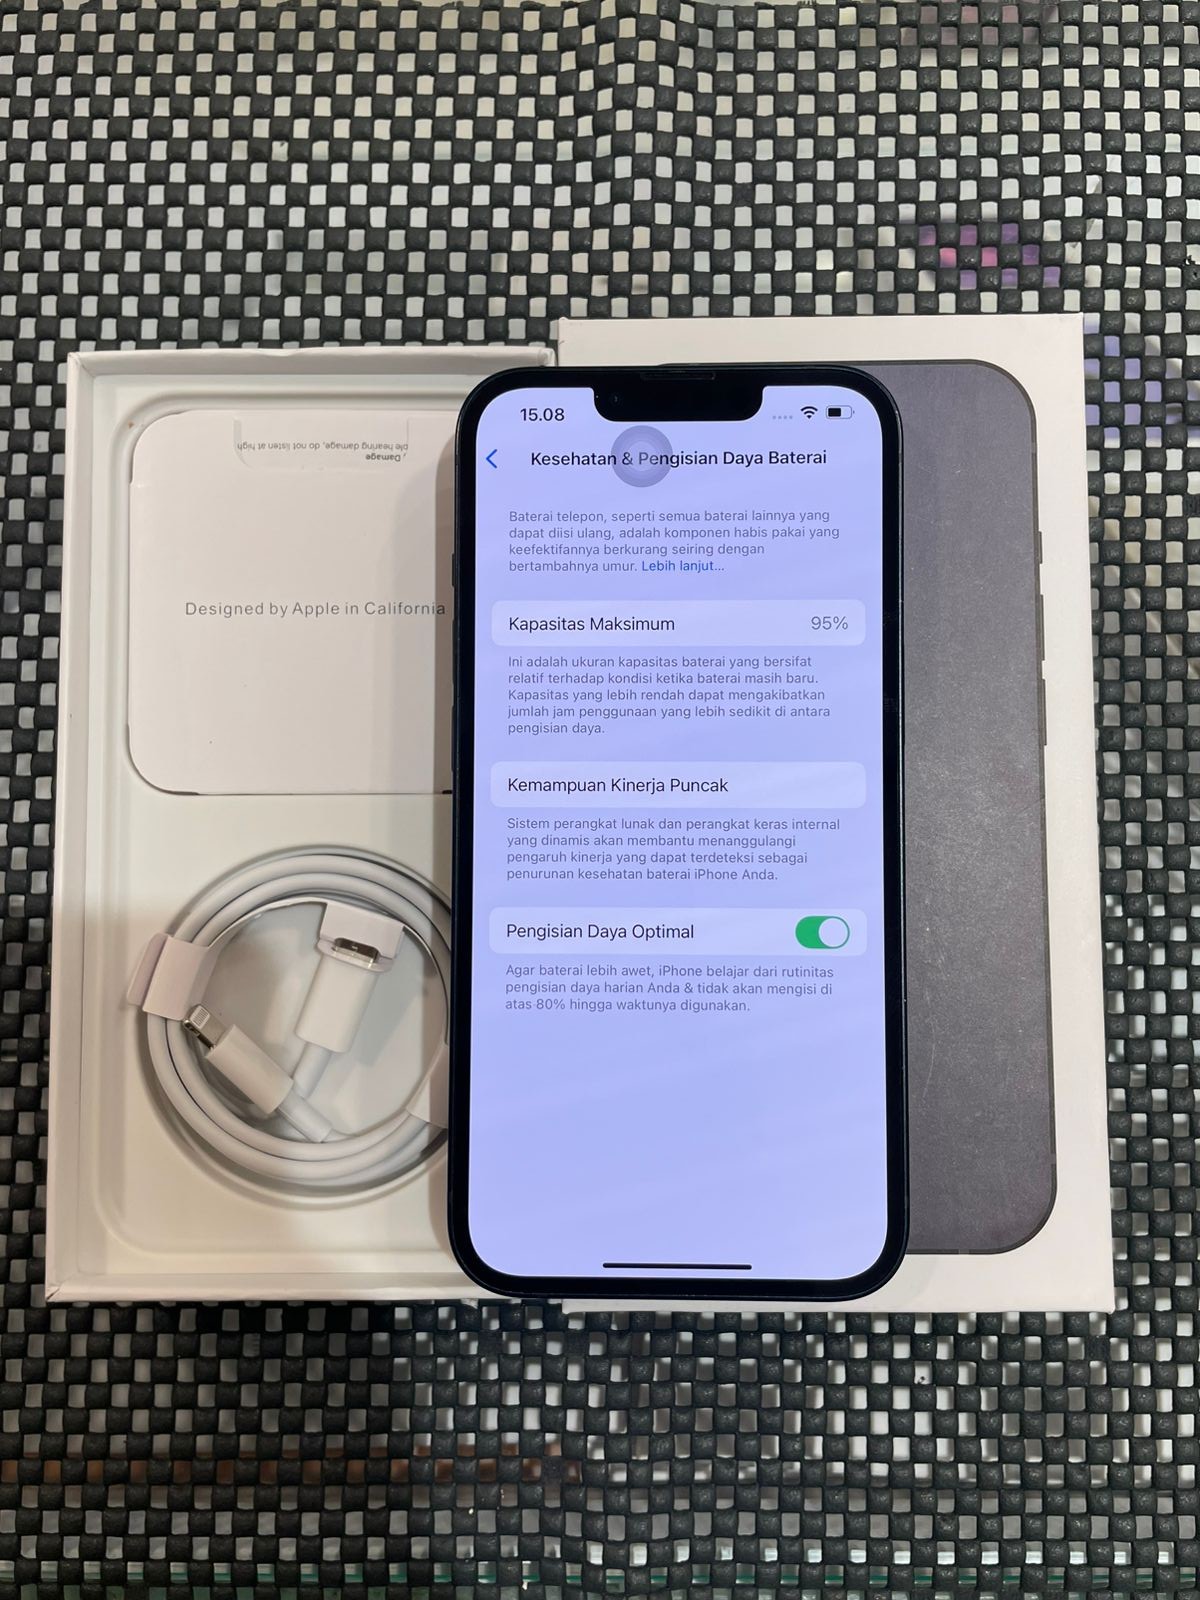 15.08
Kesehatan & Pengisian Daya Baterai
Baterai telepon, seperti semua baterai lainnya yang
dapat diisi ulang, adalah komponen habis pakai yang
keefektifannya berkurang seiring dengan
bertambahnya umur. Lebih lanjut...
Kapasitas Maksimum 95%
Ini adalah ukuran kapasitas baterai yang bersifat
relatif terhadap kondisi ketika baterai masih baru.
Kapasitas yang lebih rendah dapat mengakibatkan
jumlah jam penggunaan yang lebih sedikit di antara
pengisian daya.
Kemampuan Kinerja Puncak
Sistem perangkat lunak dan perangkat keras internal
yang dinamis akan membantu menanggulangi
pengaruh kinerja yang dapat terdeteksi sebagai
penurunan kesehatan baterai iPhone Anda.
Pengisian Daya Optimal
Agar baterai lebih awet, iPhone belajar dari rutinitas
pengisian daya harian Anda & tidak akan mengisi di
atas 80% hingga waktunya digunakan.
Damage
ble hearing damage, do not listen at high
Designed by Apple in California